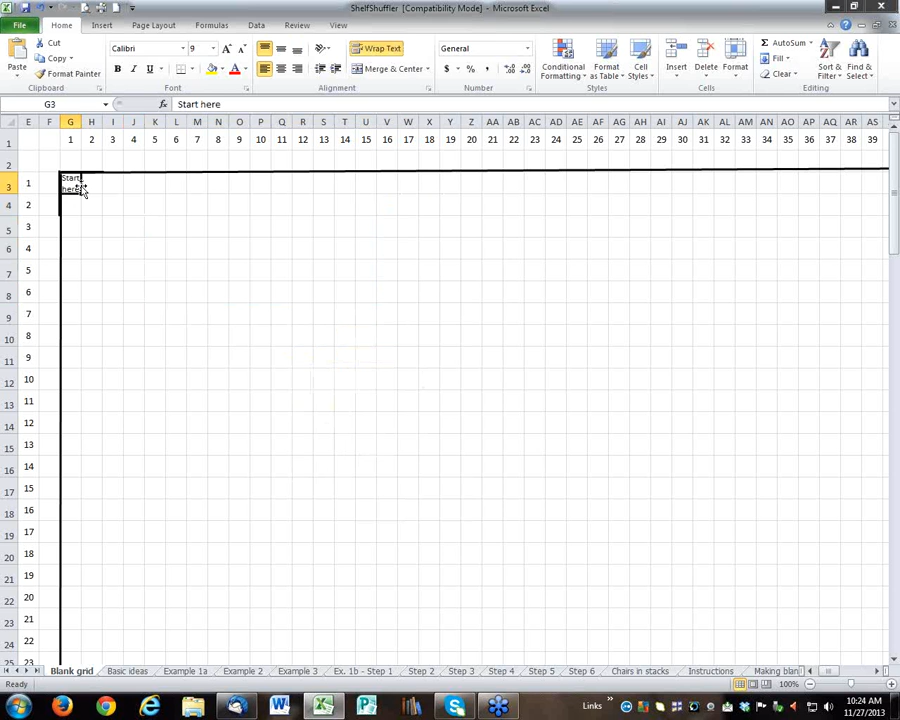 ShelfShuffler [Compatibility Mode] - Microsoft Excel
File Home Insert Page Layout Formulas Data Review View
Cut Calibri 9 Wrap Text General AutoSum
Copy Fill
Paste Format Painter Merge & Center Conditional Formatting Format as Table Cell Styles Insert Delete Format Clear Sort & Filter Find & Select
Clipboard Font Alignment Number Styles Cells Editing
G3 fx Start here
E F G H I J K L M N O P Q R S T U V W X Y Z AA AB AC AD AE AF AG AH AI AJ AK AL AM AN AO AP AQ AR AS
1 1 2 3 4 5 6 7 8 9 10 11 12 13 14 15 16 17 18 19 20 21 22 23 24 25 26 27 28 29 30 31 32 33 34 35 36 37 38 39
2
3 1 Start here
4 2
5 3
6 4
7 5
8 6
9 7
10 8
11 9
12 10
13 11
14 12
15 13
16 14
17 15
18 16
19 17
20 18
21 19
22 20
23 21
24 22
25 23
Blank grid Basic ideas Example 1a Example 2 Example 3 Ex. 1b - Step 1 Step 2 Step 3 Step 4 Step 5 Step 6 Chairs in stacks Instructions Making blan
Ready 100%
Links » 10:24 AM
11/27/2013